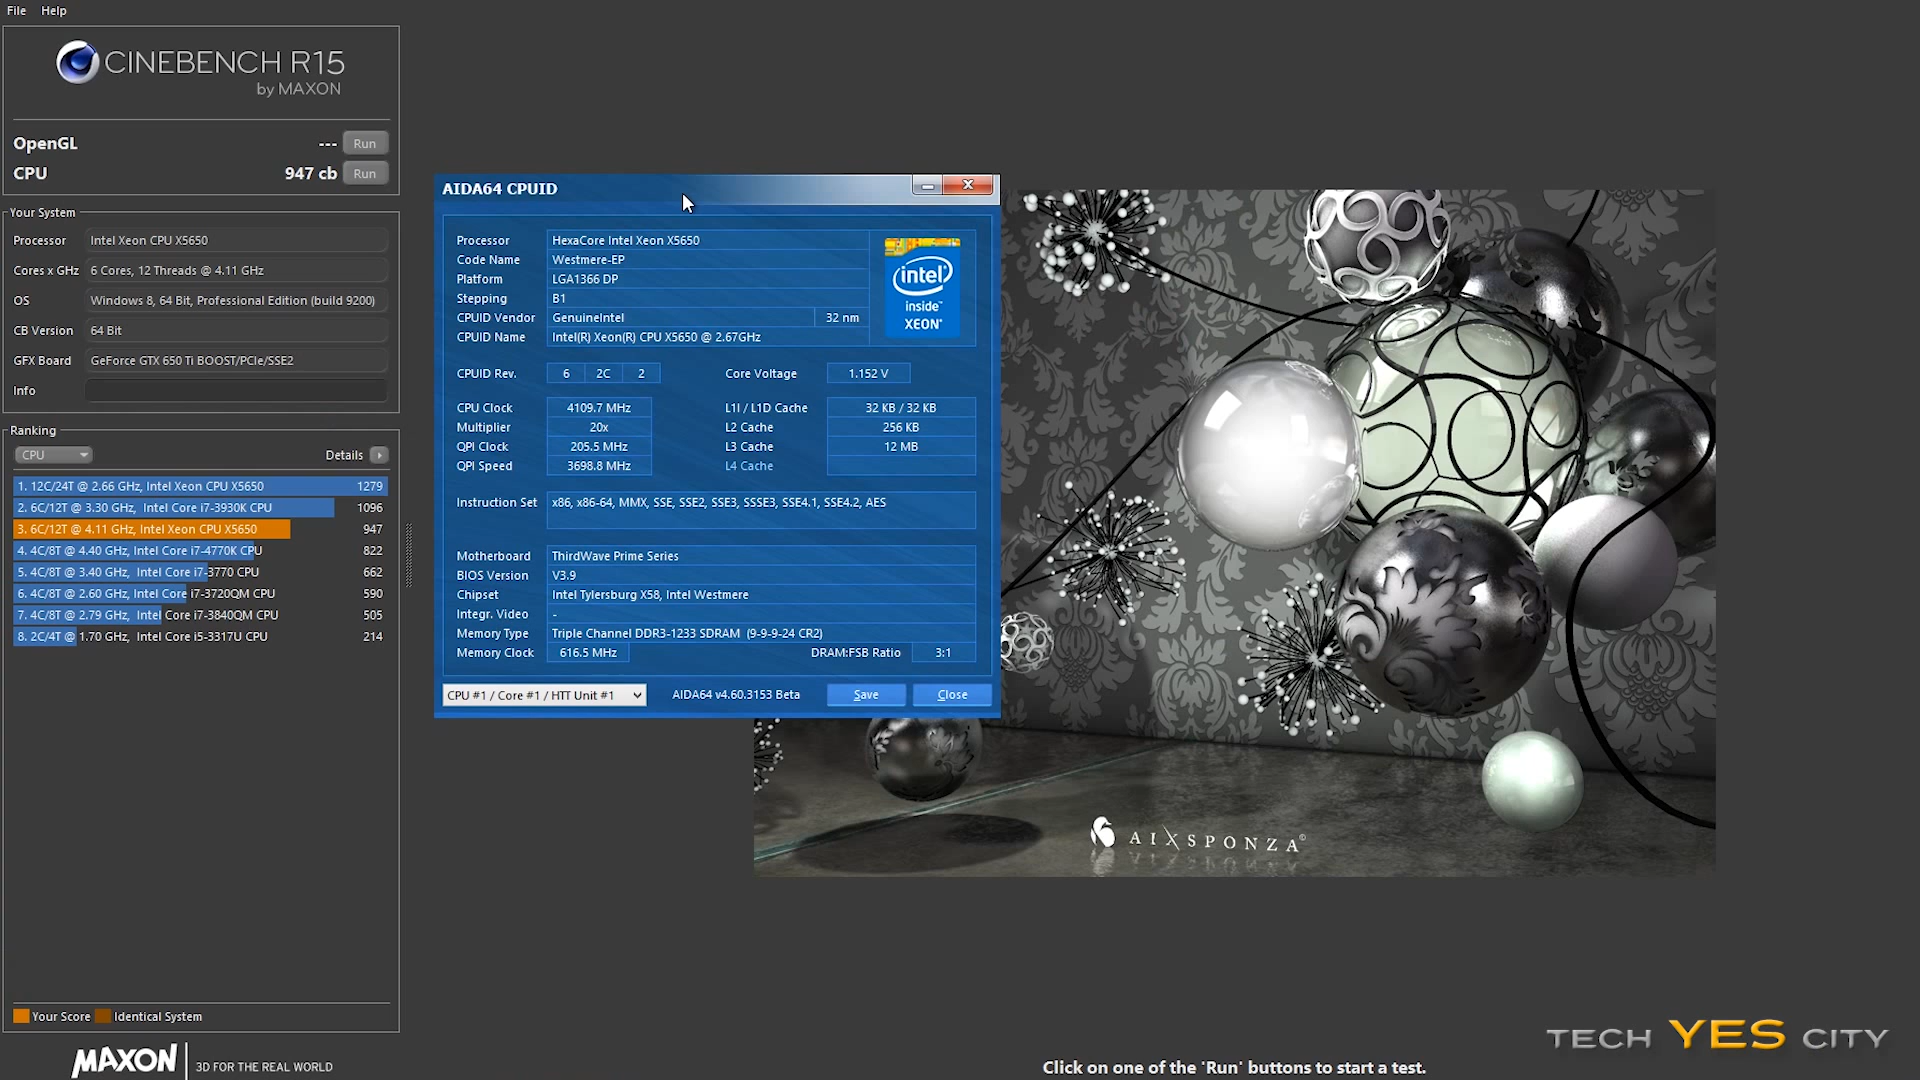 File Help
CINEBENCH R15
by MAXON
OpenGL --- Run
CPU 947 cb Run
Your System
Processor Intel Xeon CPU X5650
Cores x GHz 6 Cores, 12 Threads @ 4.11 GHz
OS Windows 8, 64 Bit, Professional Edition (build 9200)
CB Version 64 Bit
GFX Board GeForce GTX 650 Ti BOOST/PCIe/SSE2
Info
Ranking
CPU Details
1. 12C/24T @ 2.66 GHz, Intel Xeon CPU X5650 1279
2. 6C/12T @ 3.30 GHz, Intel Core i7-3930K CPU 1096
3. 6C/12T @ 4.11 GHz, Intel Xeon CPU X5650 947
4. 4C/8T @ 4.40 GHz, Intel Core i7-4770K CPU 822
5. 4C/8T @ 3.40 GHz, Intel Core i7-3770 CPU 662
6. 4C/8T @ 2.60 GHz, Intel Core i7-3720QM CPU 590
7. 4C/8T @ 2.79 GHz, Intel Core i7-3840QM CPU 505
8. 2C/4T @ 1.70 GHz, Intel Core i5-3317U CPU 214
Your Score Identical System
MAXON 3D FOR THE REAL WORLD
AIDA64 CPUID
Processor HexaCore Intel Xeon X5650
Code Name Westmere-EP
Platform LGA1366 DP
Stepping B1
CPUID Vendor GenuineIntel 32 nm
CPUID Name Intel(R) Xeon(R) CPU X5650 @ 2.67GHz
intel
inside™
XEON®
CPUID Rev. 6 2C 2 Core Voltage 1.152 V
CPU Clock 4109.7 MHz L1I / L1D Cache 32 KB / 32 KB
Multiplier 20x L2 Cache 256 KB
QPI Clock 205.5 MHz L3 Cache 12 MB
QPI Speed 3698.8 MHz L4 Cache
Instruction Set x86, x86-64, MMX, SSE, SSE2, SSE3, SSSE3, SSE4.1, SSE4.2, AES
Motherboard ThirdWave Prime Series
BIOS Version V3.9
Chipset Intel Tylersburg X58, Intel Westmere
Integr. Video -
Memory Type Triple Channel DDR3-1233 SDRAM (9-9-9-24 CR2)
Memory Clock 616.5 MHz DRAM:FSB Ratio 3:1
CPU #1 / Core #1 / HTT Unit #1 AIDA64 v4.60.3153 Beta Save Close
AIXSPONZA©
TECH YES CITY
Click on one of the 'Run' buttons to start a test.